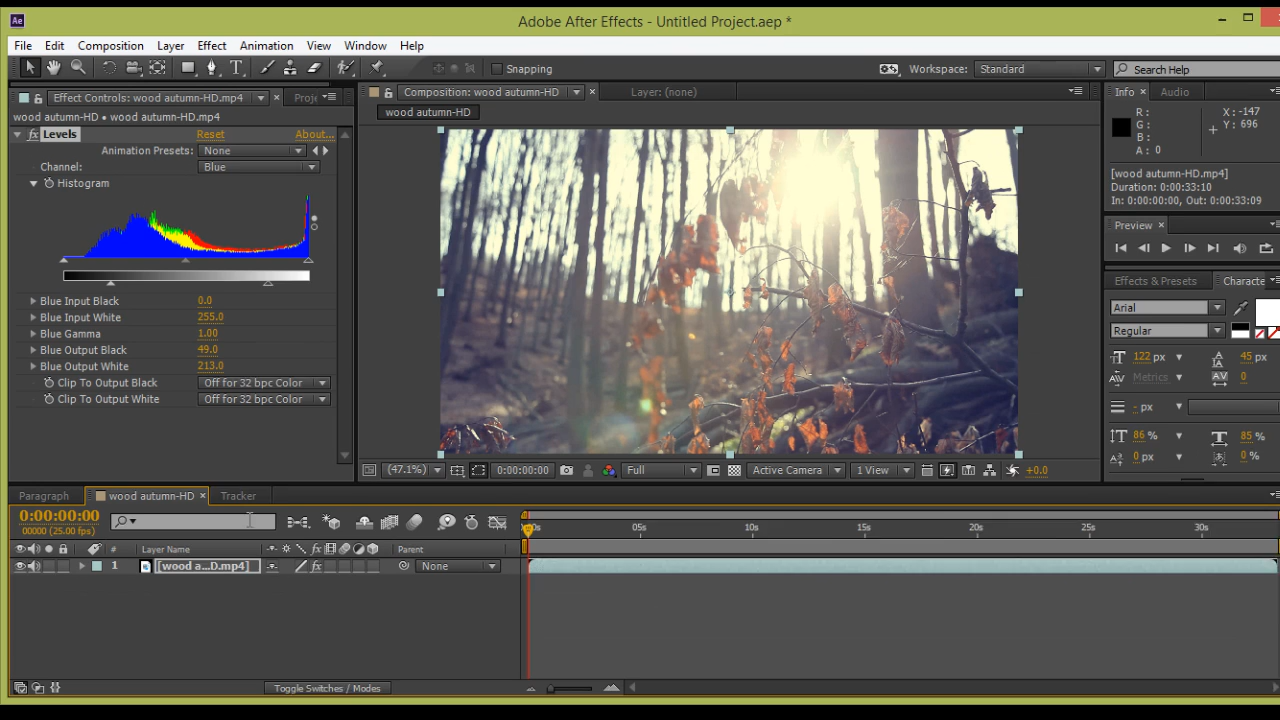 Ae
Adobe After Effects - Untitled Project.aep *
File Edit Composition Layer Effect Animation View Window Help
T Snapping Workspace: Standard Search Help
Effect Controls: wood autumn-HD.mp4 Proje Composition: wood autumn-HD Layer: (none) Info Audio
wood autumn-HD • wood autumn-HD.mp4 wood autumn-HD
fx Levels Reset About...
Animation Presets: None
Channel: Blue
Histogram
Blue Input Black 0.0
Blue Input White 255.0
Blue Gamma 1.00
Blue Output Black 49.0
Blue Output White 213.0
Clip To Output Black Off for 32 bpc Color
Clip To Output White Off for 32 bpc Color
R: X: -147
G: Y: 696
B:
A: 0
[wood autumn-HD.mp4]
Duration: 0:00:33:10
In: 0:00:00:00, Out: 0:00:33:09
Preview
Effects & Presets Characte
Arial
Regular
122 px 45 px
Metrics 0
- px
86 % 85 %
0 px 0 %
(47.1%) 0:00:00:00 Full Active Camera 1 View +0.0
Paragraph wood autumn-HD Tracker
0:00:00:00
00000 (25.00 fps)
05s 10s 15s 20s 25s 30s
# Layer Name fx Parent
1 [wood a...D.mp4] fx None
Toggle Switches / Modes